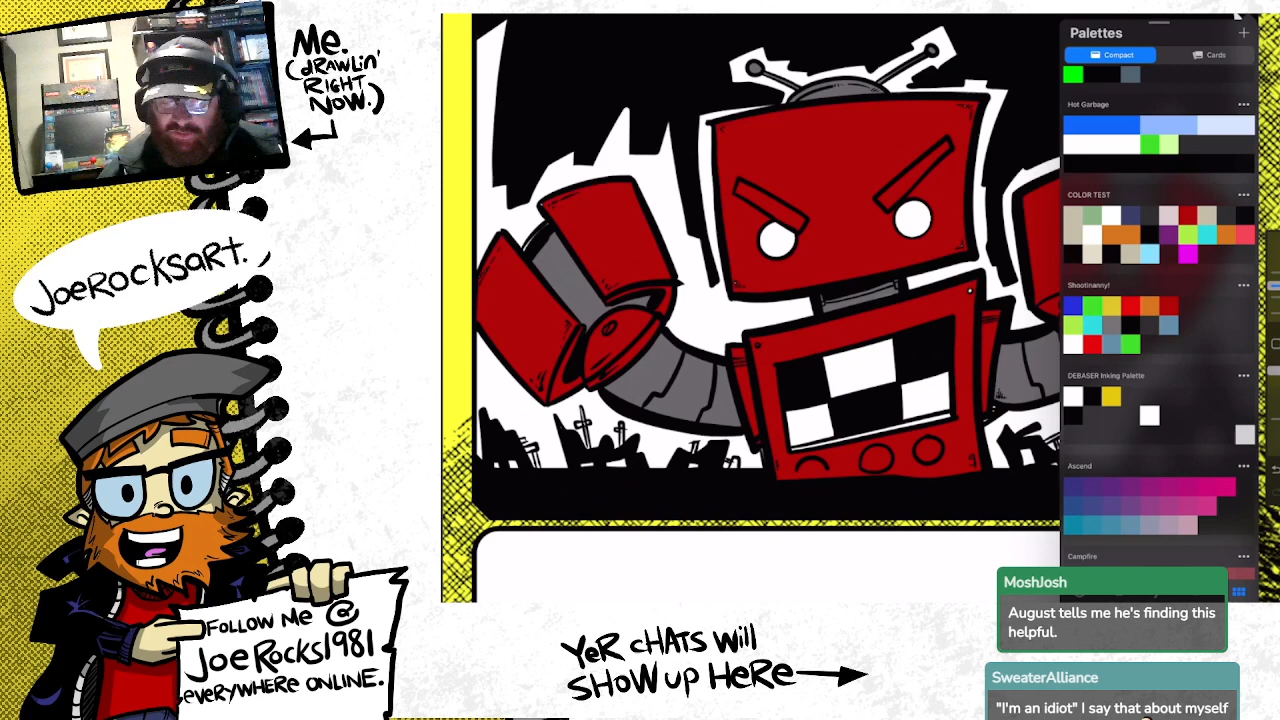 Me.
(dRAWLin'
RiGHT
NOW.)
JoeRocksart.
FOLLOW Me @
JoeRocks1981
everywhere online.
YeR cHATS Will
SHOW up HeRe
Palettes
Compact
Cards
Hot Garbage
COLOR TEST
Shootinanny!
DEBASER Inking Palette
Ascend
Campfire
MoshJosh
August tells me he's finding this
helpful.
SweaterAlliance
"I'm an idiot" I say that about myself